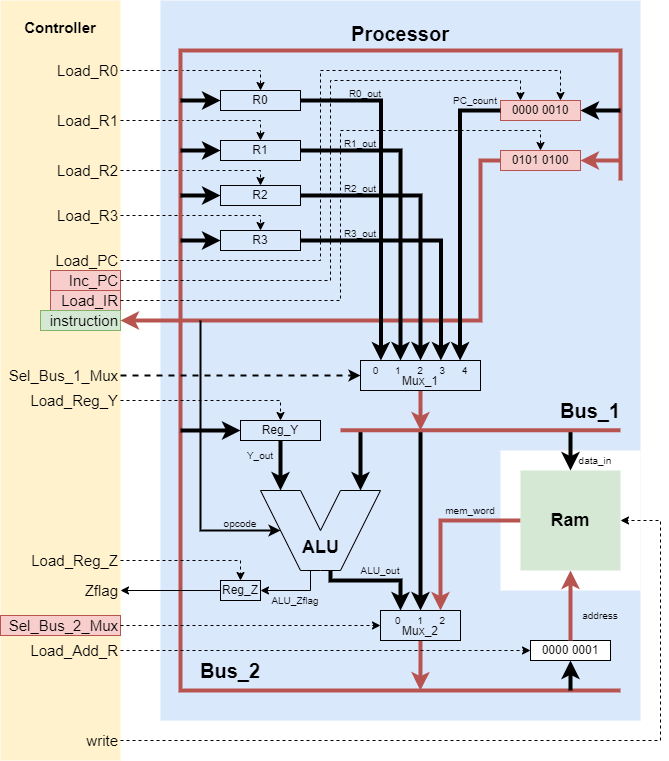 Controller
Processor
Load_R0
R0
R0_out
PC_count
0000 0010
Load_R1
R1
R1_out
0101 0100
Load_R2
R2
R2_out
Load_R3
R3
R3_out
Load_PC
Inc_PC
Load_IR
instruction
Sel_Bus_1_Mux
0 1 2 3 4
Mux_1
Load_Reg_Y
Bus_1
Reg_Y
Y_out
data_in
mem_word
Ram
opcode
ALU
Load_Reg_Z
ALU_out
Zflag
Reg_Z
ALU_Zflag
address
Sel_Bus_2_Mux
0 1 2
Mux_2
Load_Add_R
0000 0001
Bus_2
write